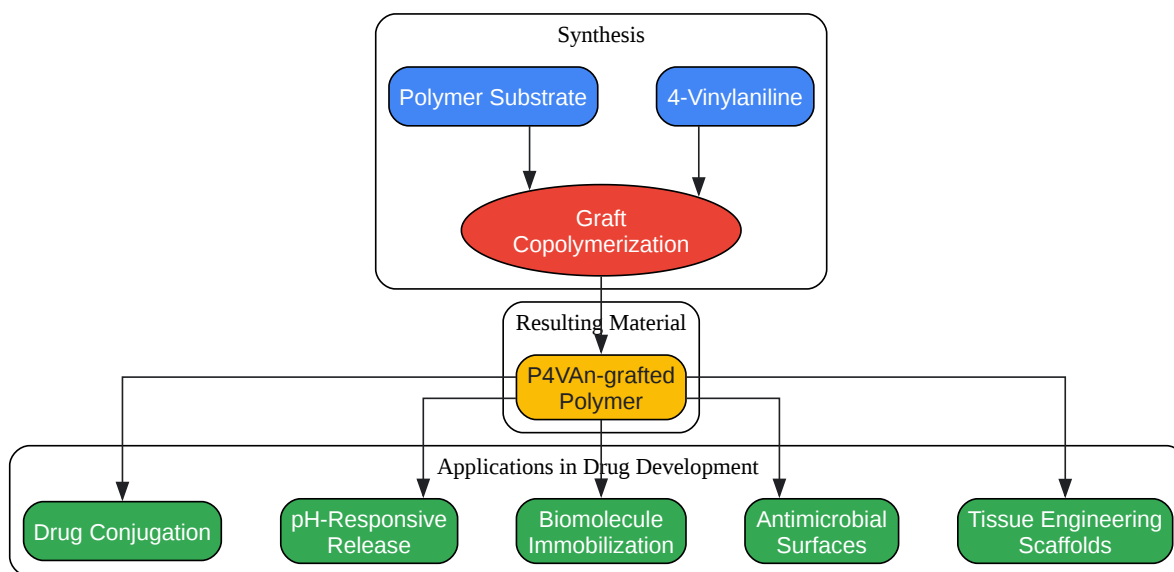 Synthesis
Polymer Substrate
4-Vinylaniline
Graft
Copolymerization
Resulting Material
P4VAn-grafted
Polymer
Applications in Drug Development
Drug Conjugation
pH-Responsive
Release
Biomolecule
Immobilization
Antimicrobial
Surfaces
Tissue Engineering
Scaffolds